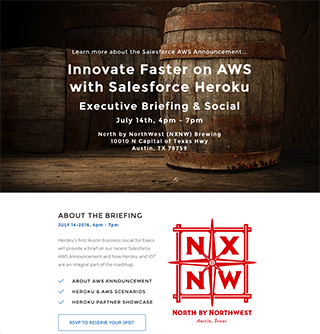 Learn more about the Salesforce AWS Announcement...
Innovate Faster on AWS
with Salesforce Heroku
Executive Briefing & Social
July 14th, 4pm - 7pm
North by NorthWest (NXNW) Brewing
10010 N Capital of Texas Hwy
Austin, TX 78759
ABOUT THE BRIEFING
JULY 14-2016, 4pm - 7pm
Heroku's first Austin business social for Execs
will provide a brief on our recent Salesforce
AWS Announcement and how Heroku and IOT
are an integral part of the roadmap.
ABOUT AWS ANNOUNCEMENT
HEROKU & AWS SCENARIOS
HEROKU PARTNER SHOWCASE
RSVP TO RESERVE YOUR SPOT
N X
N W
NORTH BY NORTHWEST
Austin, Texas